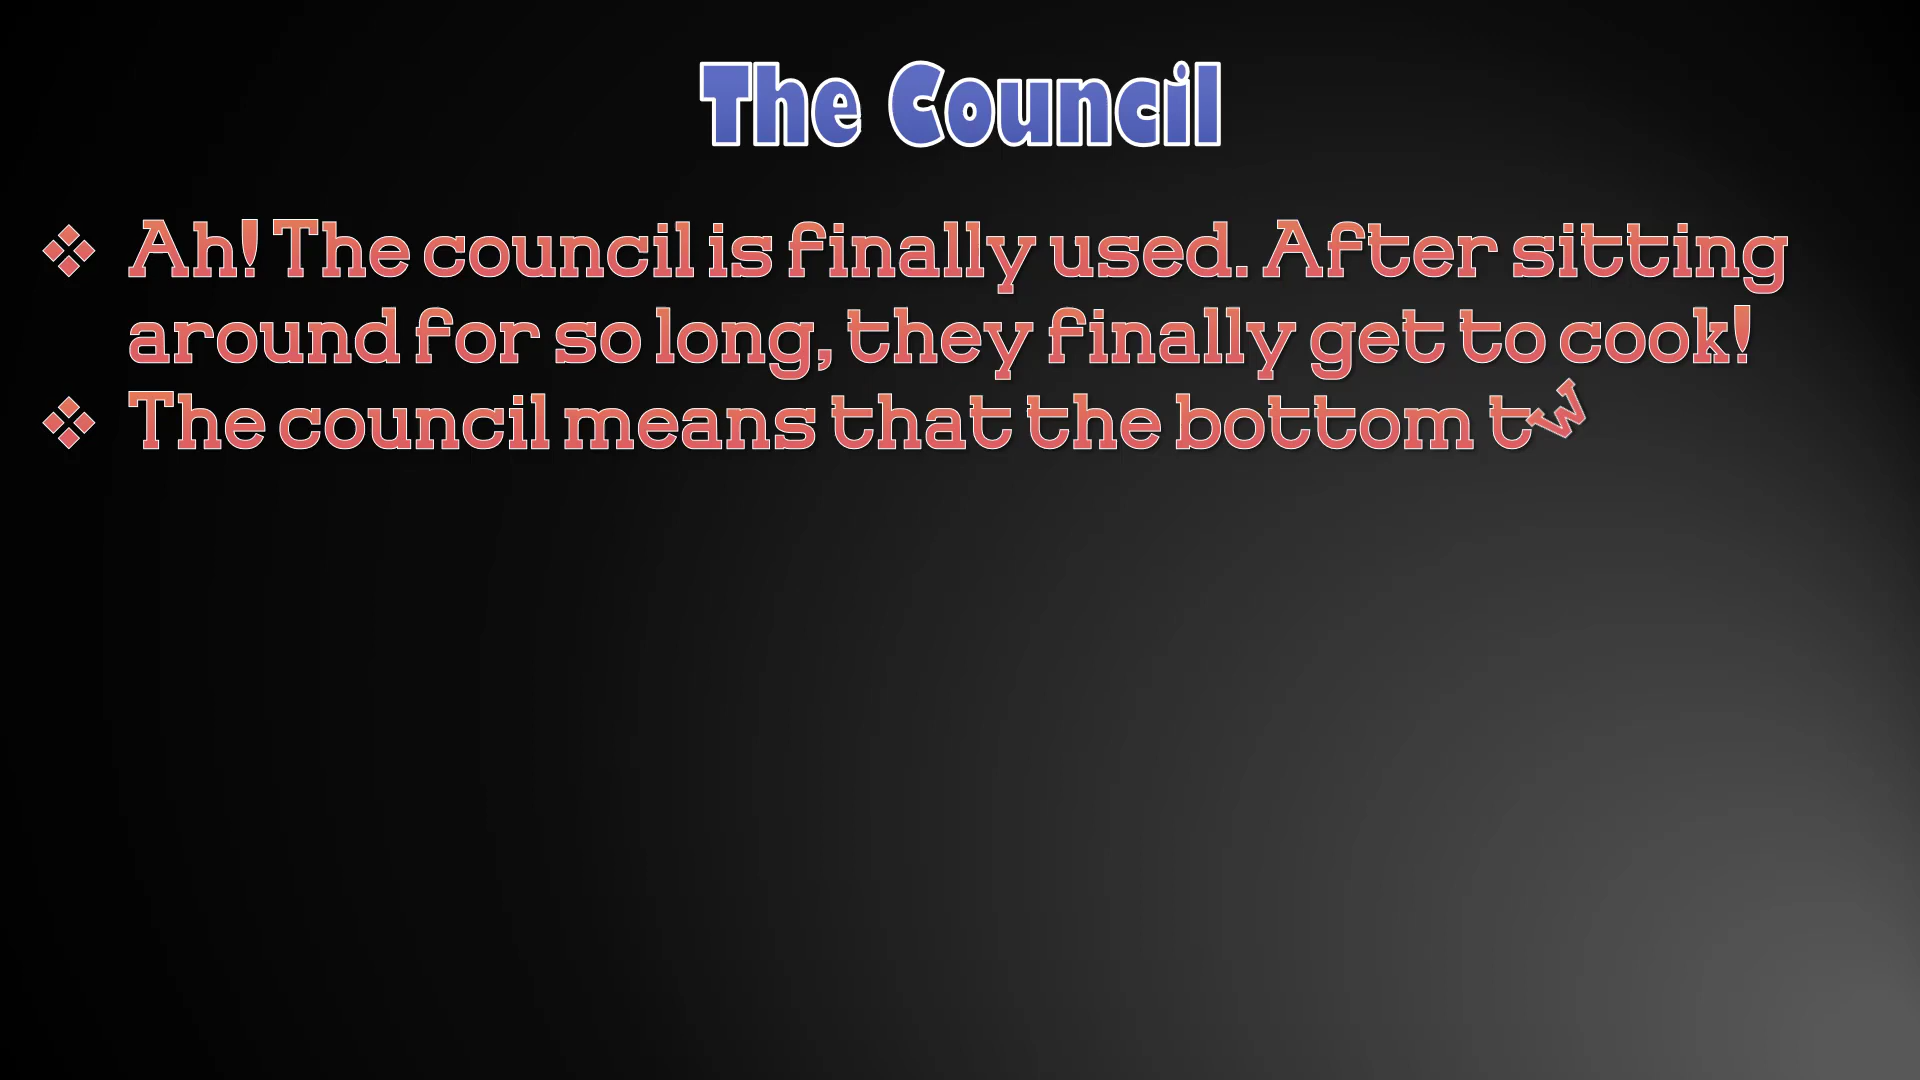 The Council
❖ Ah! The council is finally used. After sitting
around for so long, they finally get to cook!
❖ The council means that the bottom tw